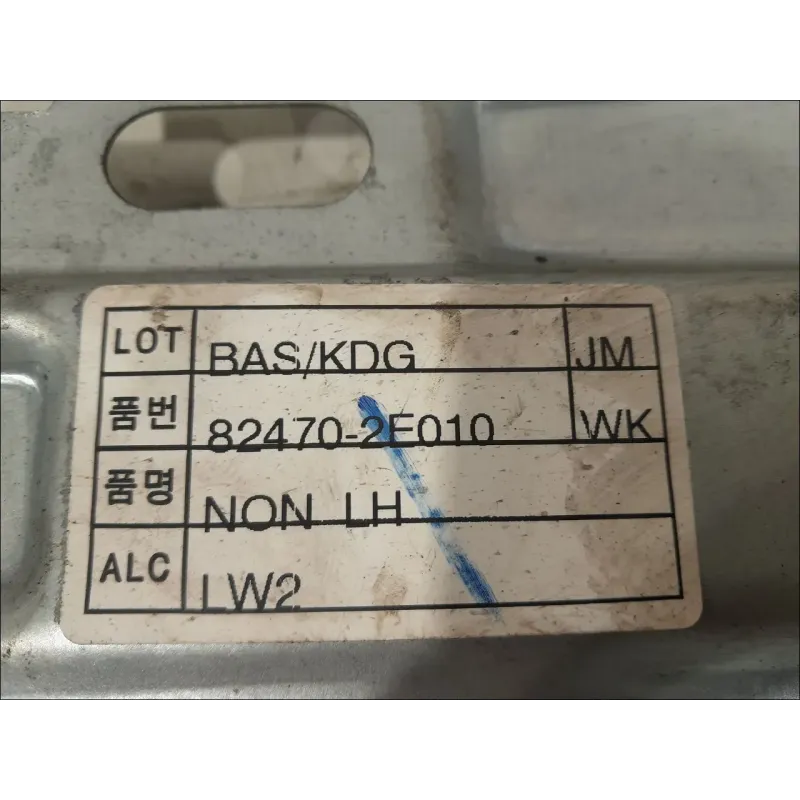 LOT BAS/KDG JM
품번 82470-2E010 WK
품명 NON LH
ALC LW2